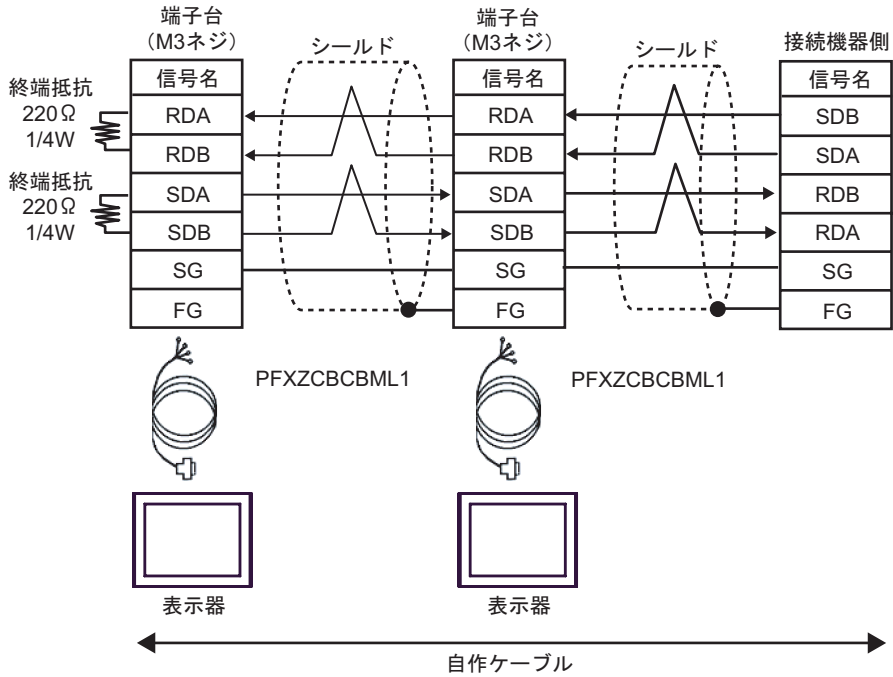 端子台
（M3ネジ）
シールド
端子台
（M3ネジ）
シールド
接続機器側
終端抵抗
220Ω
1/4W
終端抵抗
220Ω
1/4W
信号名
RDA
RDB
SDA
SDB
SG
FG
信号名
RDA
RDB
SDA
SDB
SG
FG
信号名
SDB
SDA
RDB
RDA
SG
FG
PFXZCBCBML1
PFXZCBCBML1
表示器
表示器
自作ケーブル